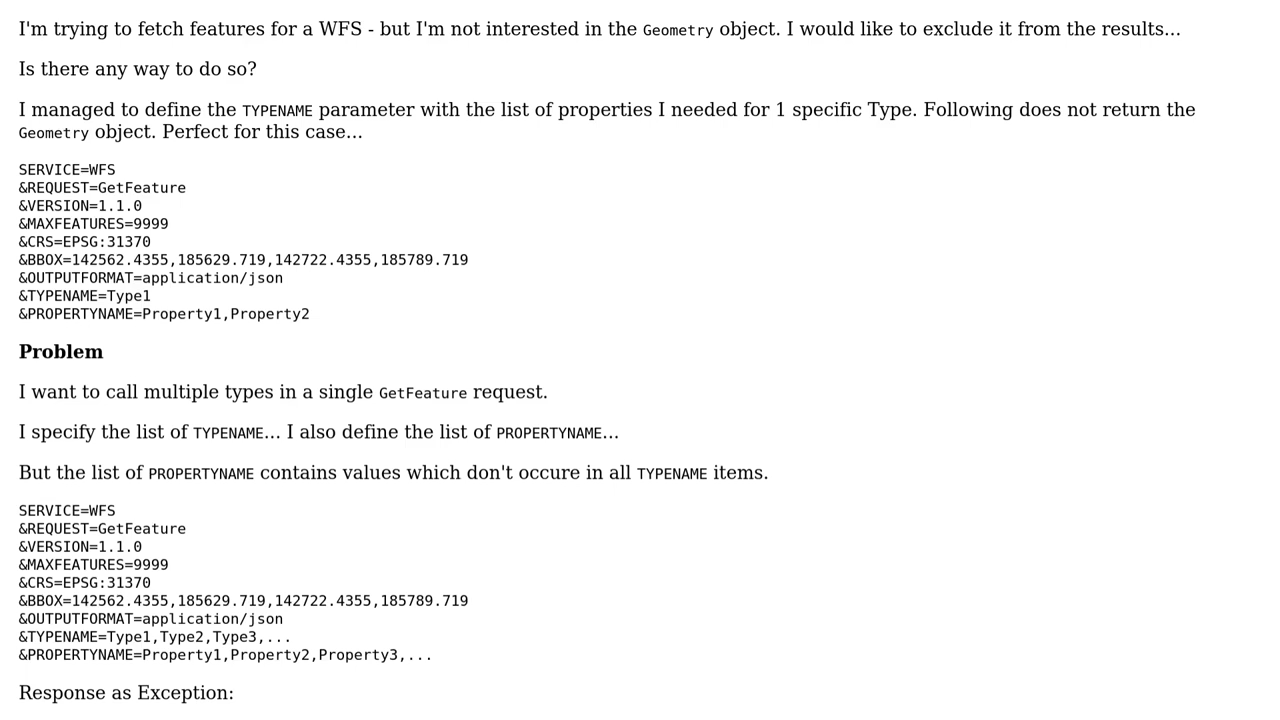 I'm trying to fetch features for a WFS - but I'm not interested in the Geometry object. I would like to exclude it from the results...
Is there any way to do so?
I managed to define the TYPENAME parameter with the list of properties I needed for 1 specific Type. Following does not return the
Geometry object. Perfect for this case...
SERVICE=WFS
&REQUEST=GetFeature
&VERSION=1.1.0
&MAXFEATURES=9999
&CRS=EPSG:31370
&BBOX=142562.4355,185629.719,142722.4355,185789.719
&OUTPUTFORMAT=application/json
&TYPENAME=Type1
&PROPERTYNAME=Property1,Property2
Problem
I want to call multiple types in a single GetFeature request.
I specify the list of TYPENAME... I also define the list of PROPERTYNAME...
But the list of PROPERTYNAME contains values which don't occure in all TYPENAME items.
SERVICE=WFS
&REQUEST=GetFeature
&VERSION=1.1.0
&MAXFEATURES=9999
&CRS=EPSG:31370
&BBOX=142562.4355,185629.719,142722.4355,185789.719
&OUTPUTFORMAT=application/json
&TYPENAME=Type1,Type2,Type3,...
&PROPERTYNAME=Property1,Property2,Property3,...
Response as Exception: